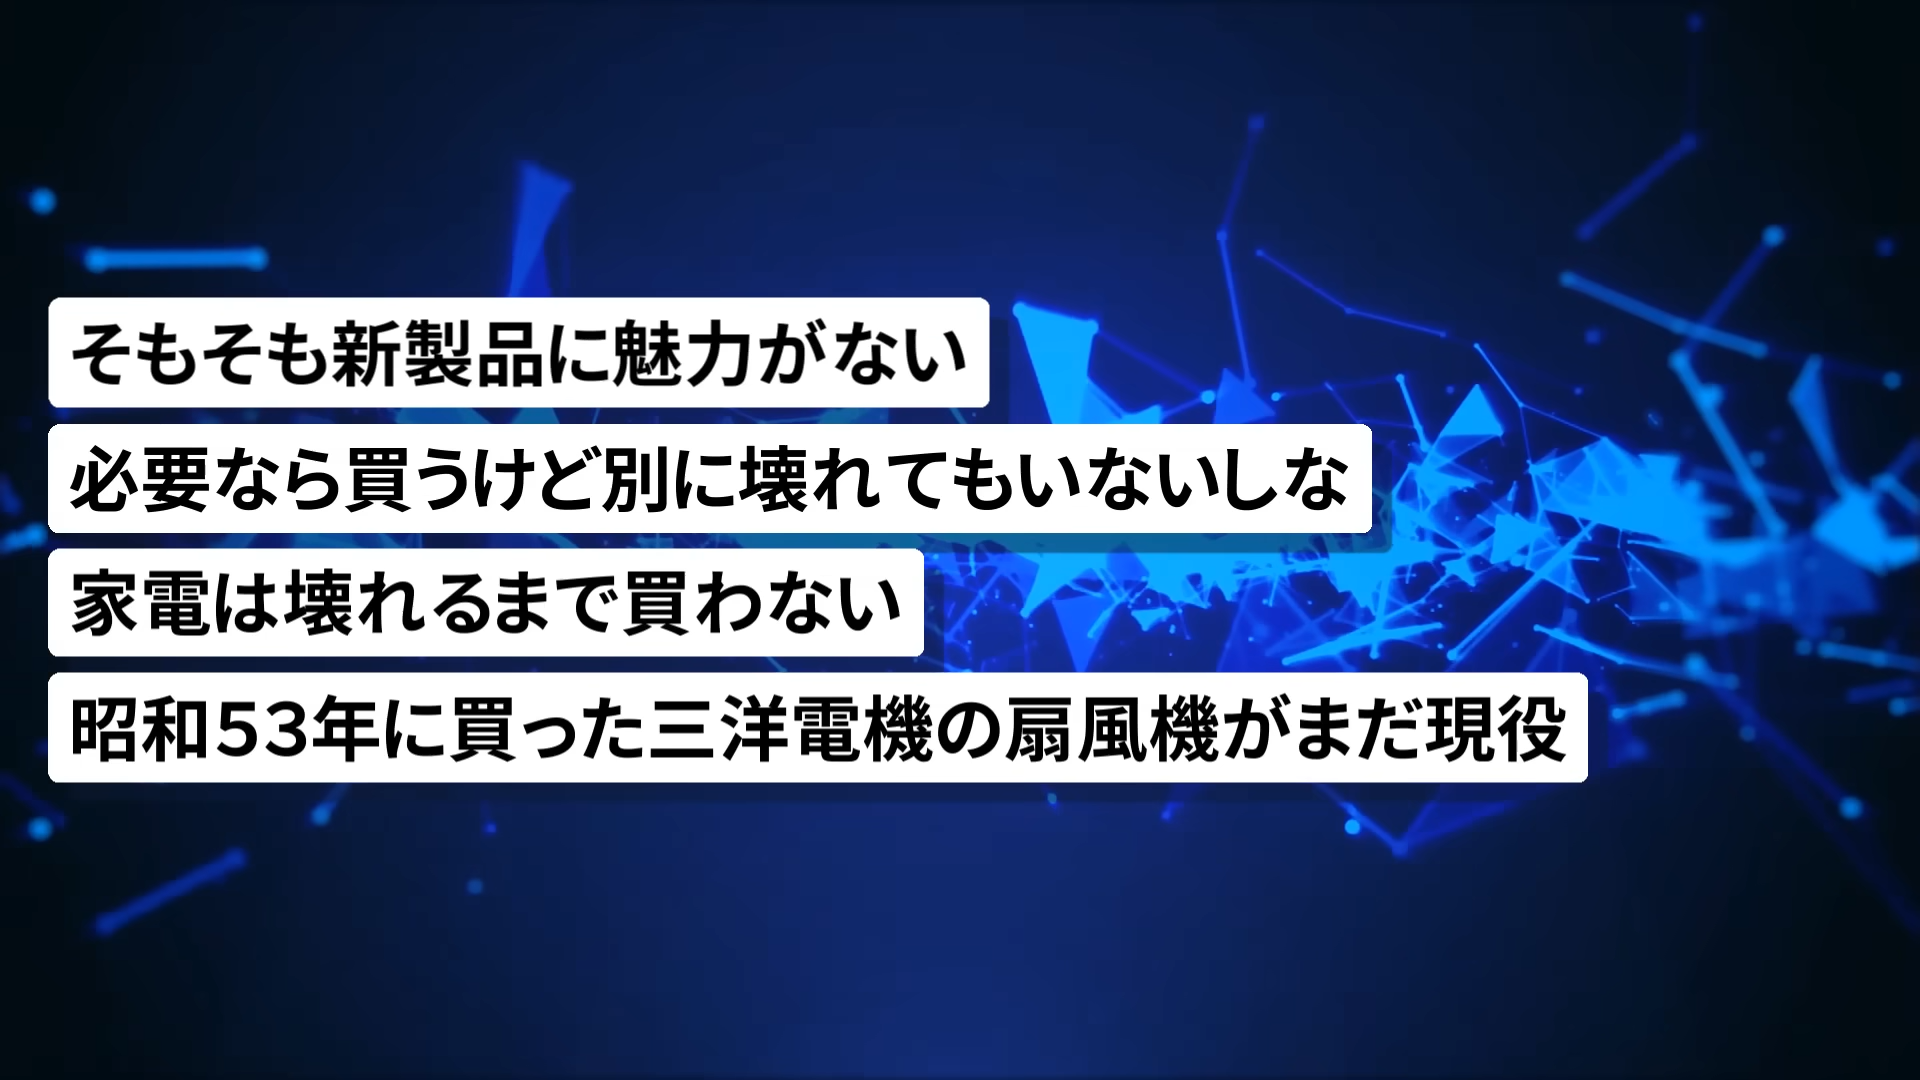 そもそも新製品に魅力がない
必要なら買うけど別に壊れてもいないしな
家電は壊れるまで買わない
昭和５３年に買った三洋電機の扇風機がまだ現役